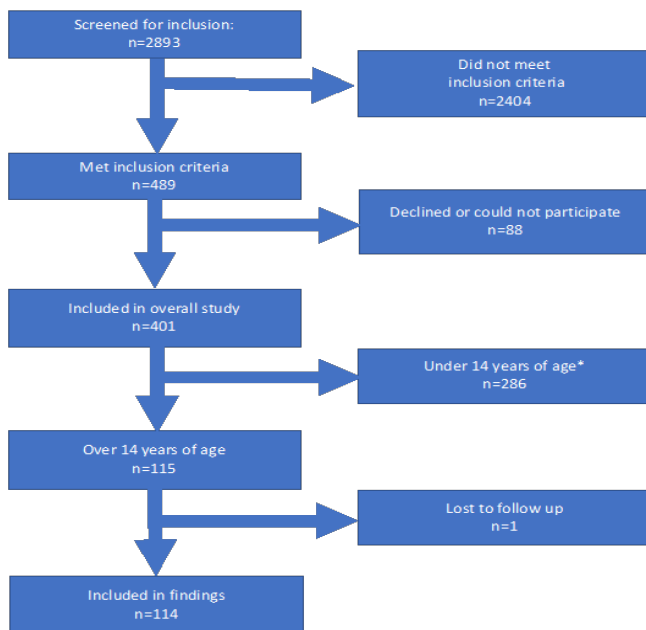 Screened for inclusion:
n=2893
Did not meet
inclusion criteria
n=2404
Met inclusion criteria
n=489
Declined or could not participate
n=88
Included in overall study
n=401
Under 14 years of age*
n=286
Over 14 years of age
n=115
Lost to follow up
n=1
Included in findings
n=114